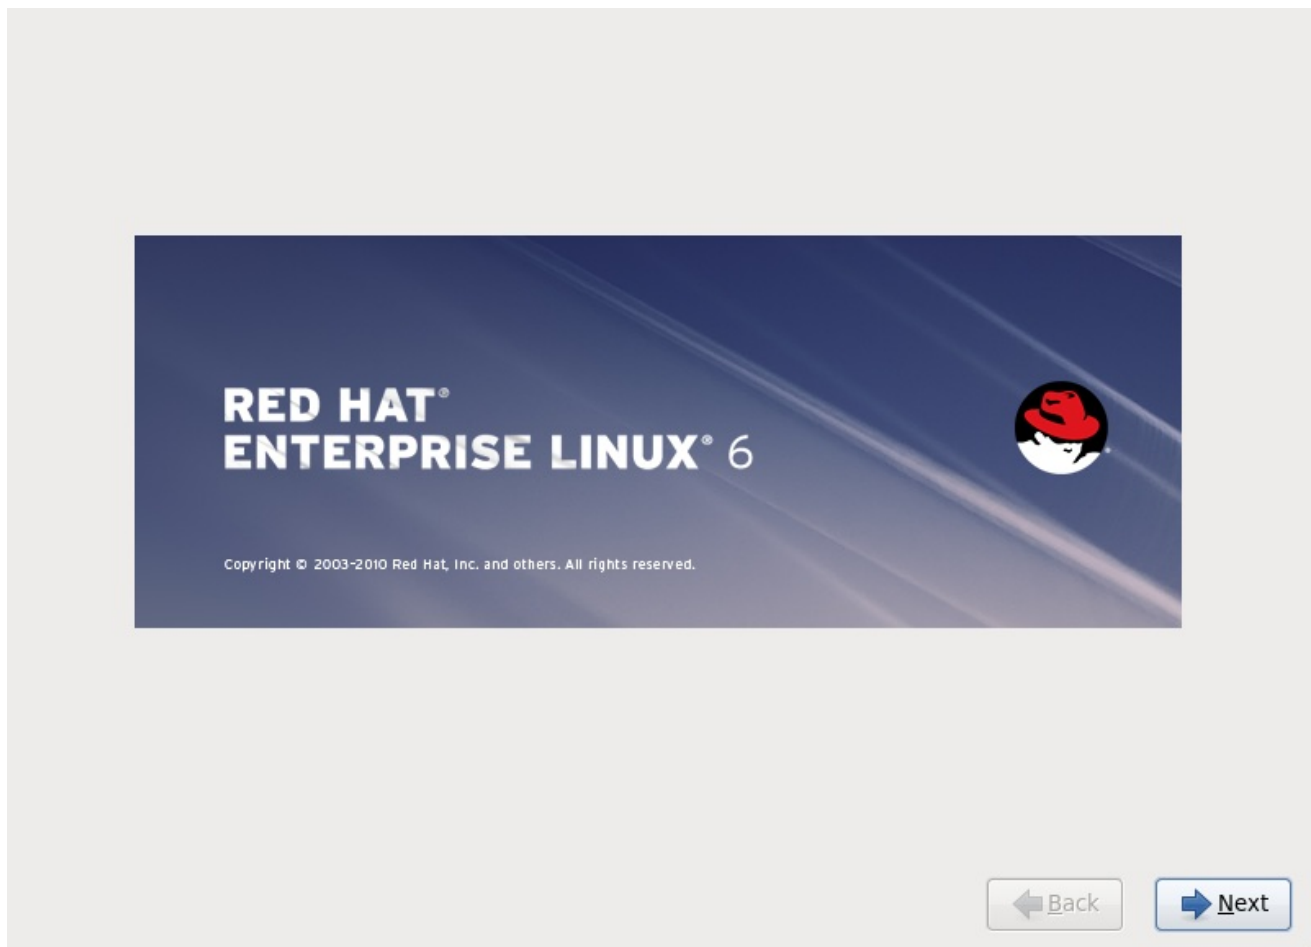 RED HAT®
ENTERPRISE LINUX® 6
Copyright © 2003-2010 Red Hat, Inc. and others. All rights reserved.
Back
Next